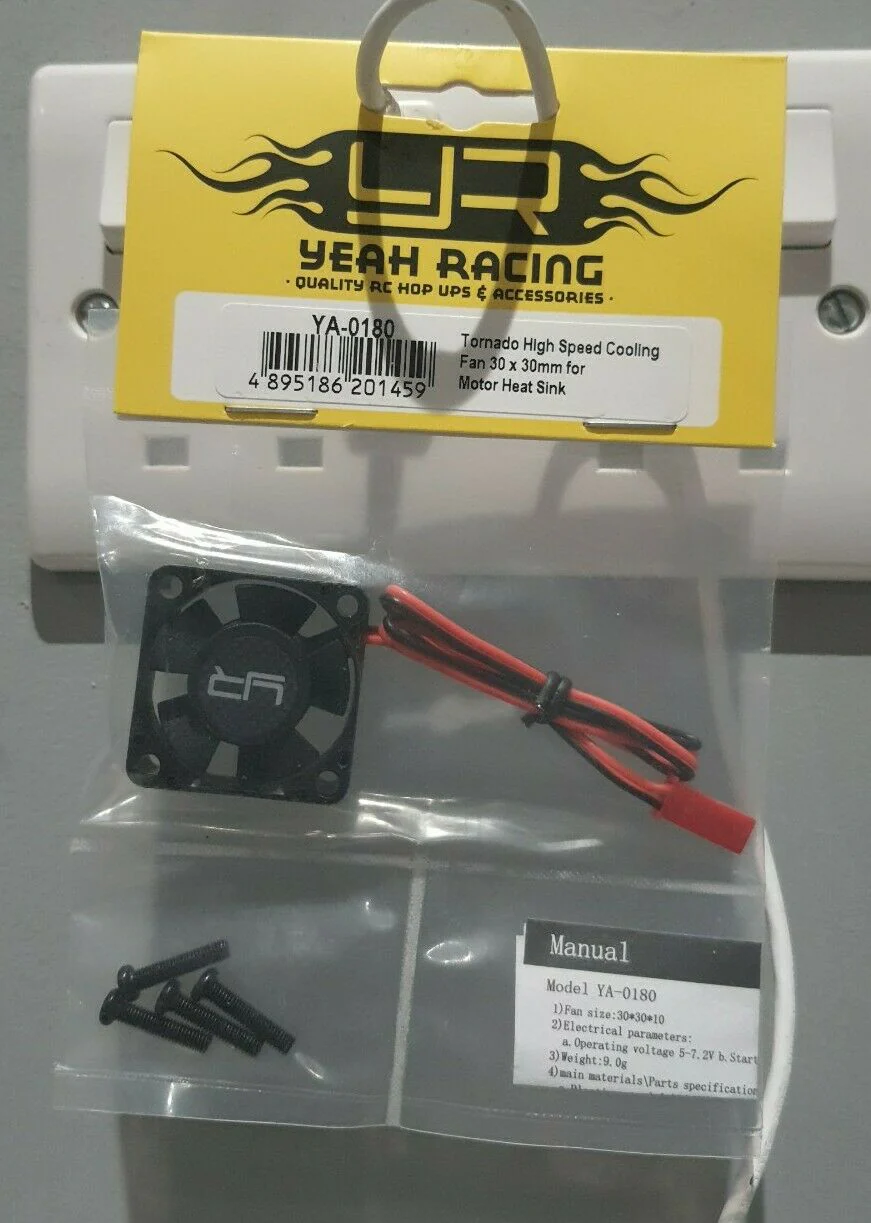 YR
YEAH RACING
· QUALITY RC HOP UPS & ACCESSORIES ·
YA-0180
4 895186 201459
Tornado High Speed Cooling
Fan 30 x 30mm for
Motor Heat Sink
YR
Manual
Model YA-0180
1)Fan size:30*30*10
2)Electrical parameters:
a. Operating voltage 5-7.2V b. Start
3)Weight:9.0g
4)main materials\Parts specification